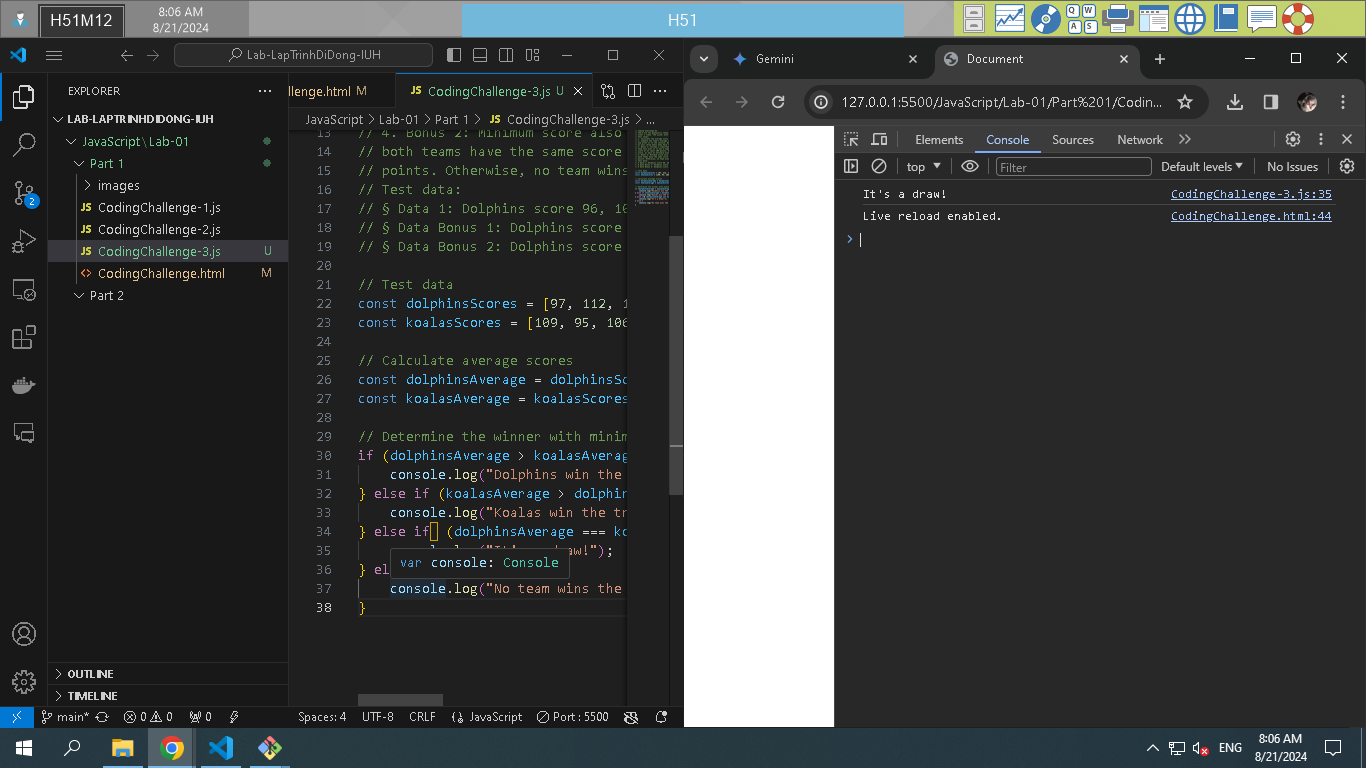 H51M12
8:06 AM
8/21/2024
H51
Q W
A S
Lab-LapTrinhDiDong-IUH
EXPLORER
LAB-LAPTRINHDIDONG-IUH
JavaScript \ Lab-01
Part 1
images
JS CodingChallenge-1.js
JS CodingChallenge-2.js
JS CodingChallenge-3.js U
<> CodingChallenge.html M
Part 2
OUTLINE
TIMELINE
2
llenge.html M
JS CodingChallenge-3.js U
JavaScript > Lab-01 > Part 1 > JS CodingChallenge-3.js > ...
13 // 4. Bonus 2: Minimum score also
14 // both teams have the same score
15 // points. Otherwise, no team wins
16 // Test data:
17 // § Data 1: Dolphins score 96, 10
18 // § Data Bonus 1: Dolphins score
19 // § Data Bonus 2: Dolphins score
20
21 // Test data
22 const dolphinsScores = [97, 112, 1
23 const koalasScores = [109, 95, 106
24
25 // Calculate average scores
26 const dolphinsAverage = dolphinsSc
27 const koalasAverage = koalasScores
28
29 // Determine the winner with minim
30 if (dolphinsAverage > koalasAverag
31 console.log("Dolphins win the
32 } else if (koalasAverage > dolphin
33 console.log("Koalas win the tr
34 } else if (dolphinsAverage === ko
35 aw!");
var console: Console
36 } el
37 console.log("No team wins the
38 }
main*
0 0
0
Spaces: 4
UTF-8
CRLF
{} JavaScript
Port : 5500
Gemini
Document
127.0.0.1:5500/JavaScript/Lab-01/Part%201/Codin...
Elements
Console
Sources
Network
top
Filter
Default levels
No Issues
It's a draw! CodingChallenge-3.js:35
Live reload enabled. CodingChallenge.html:44
>
ENG
8:06 AM
8/21/2024